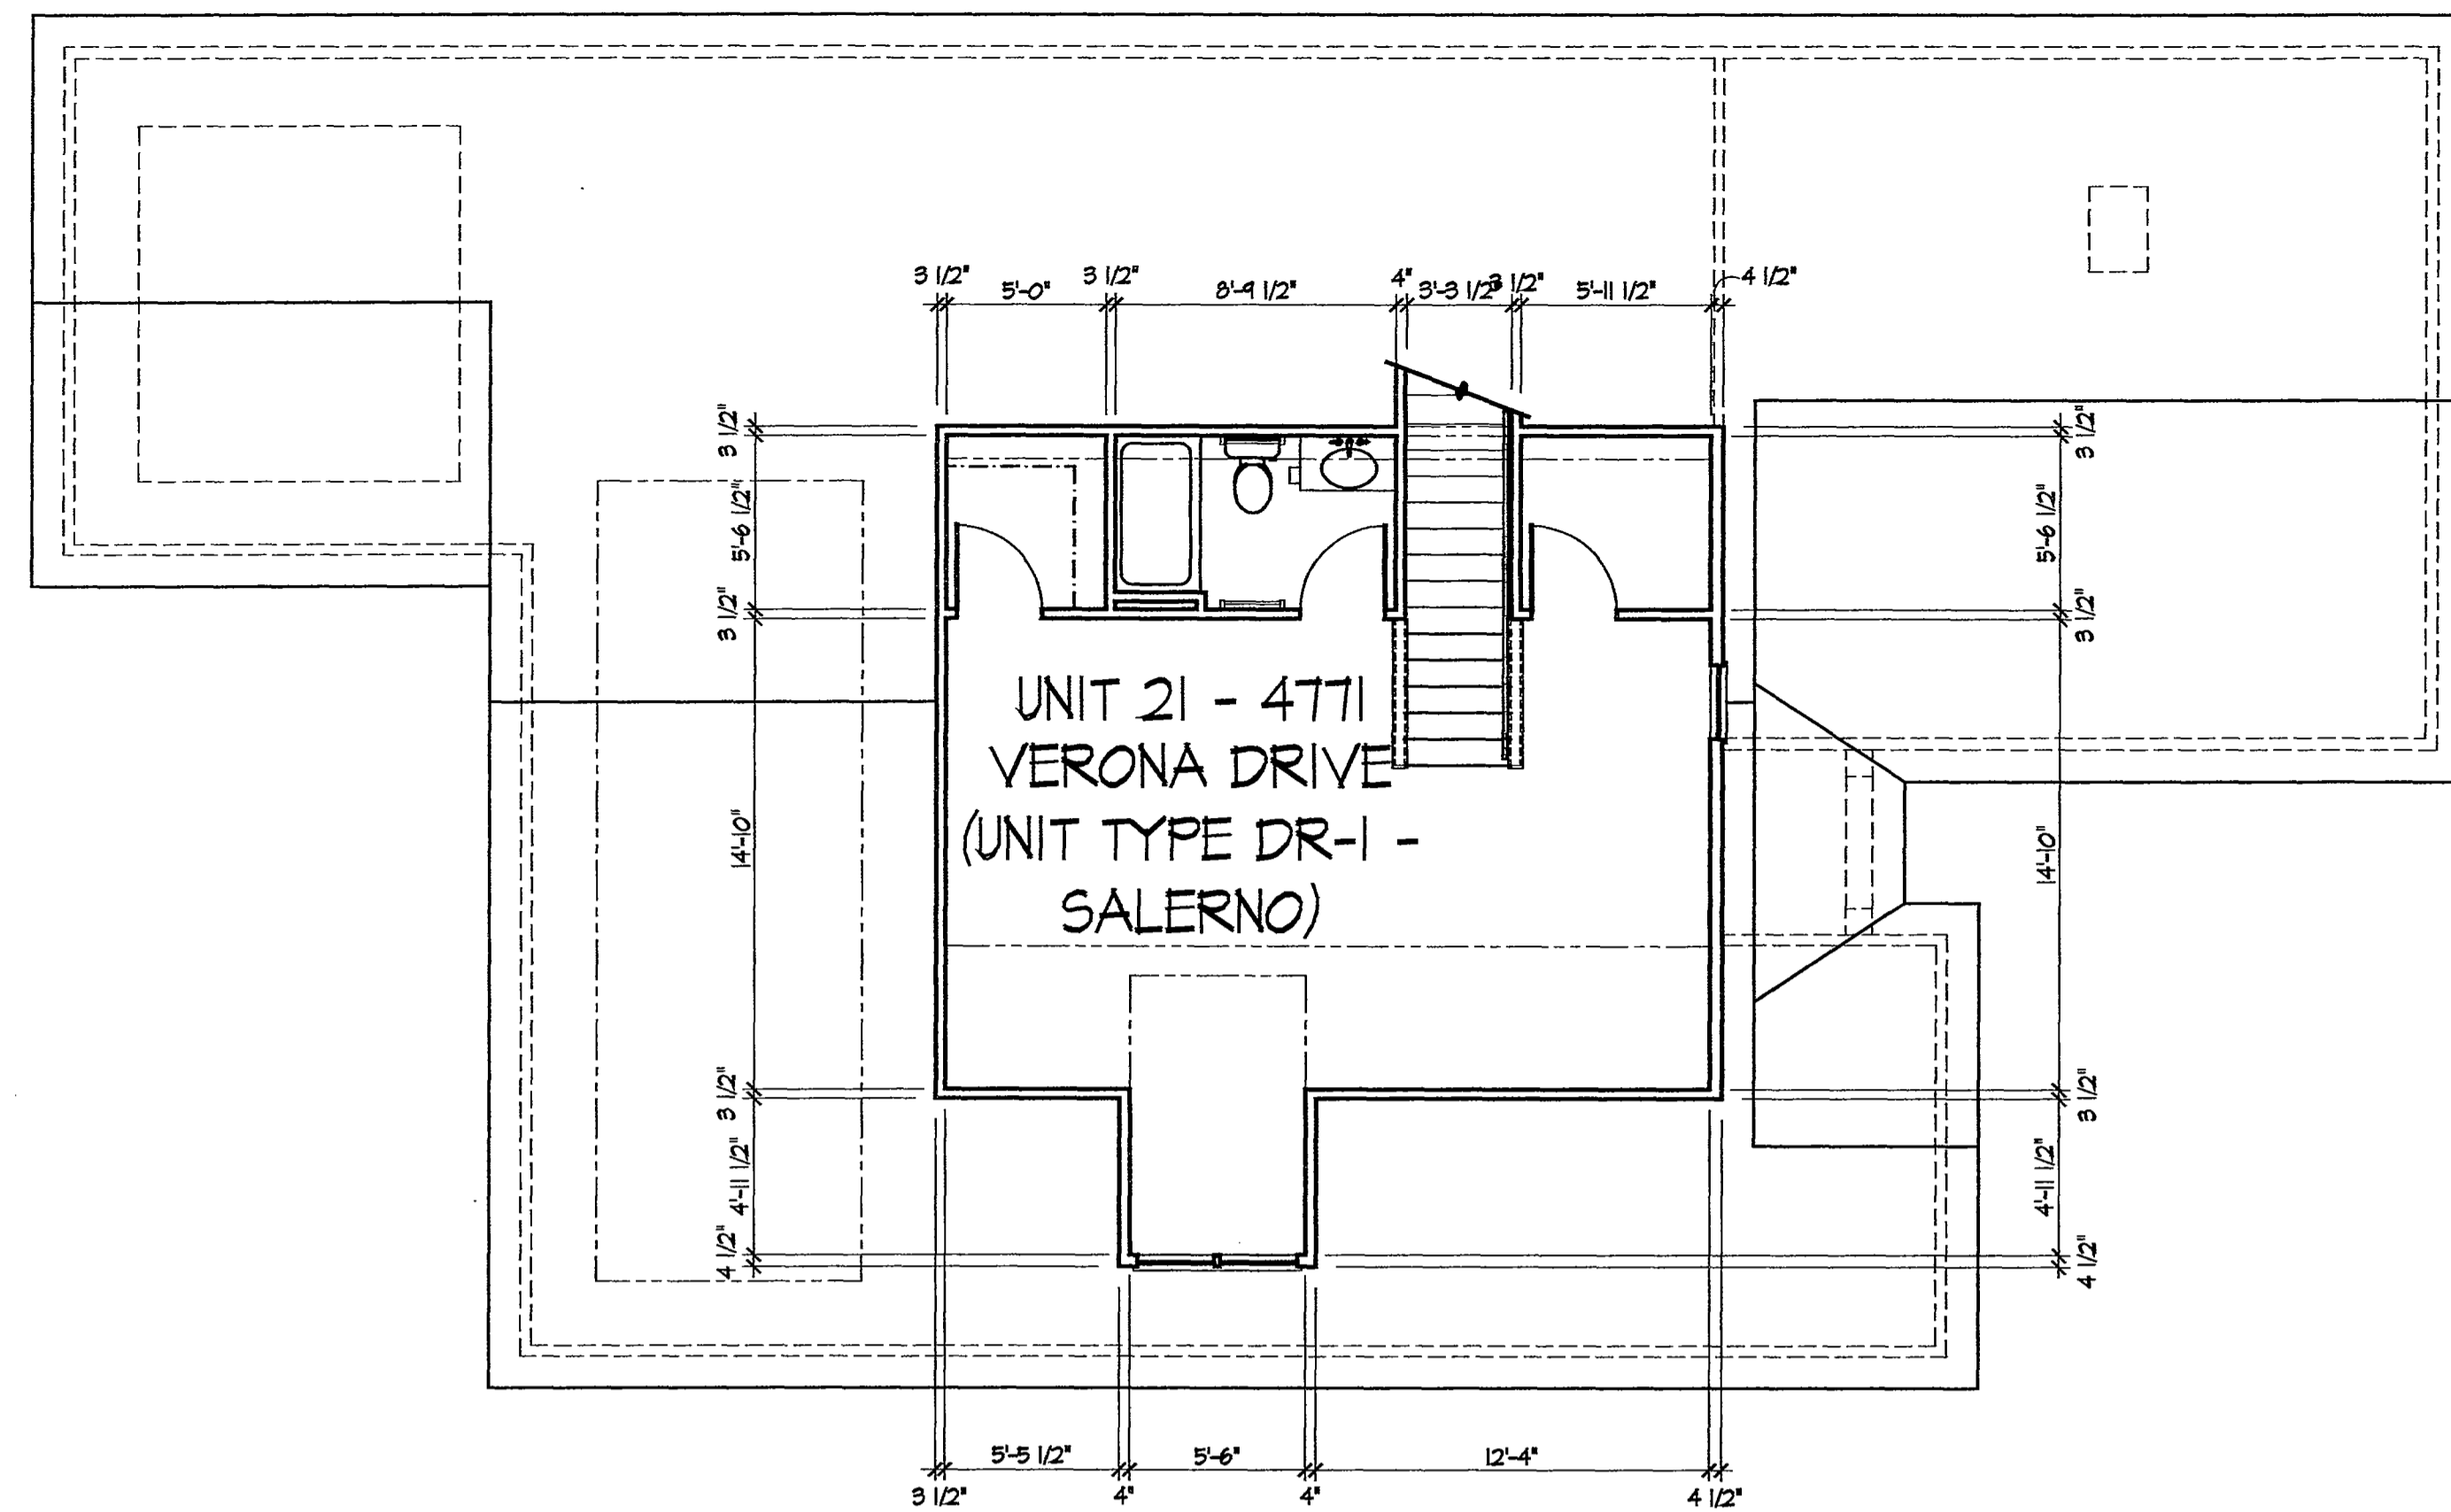 3 1/2" 5'-0" 3 1/2" 8'-9 1/2" 4" 3'-3 1/2" 3 1/2" 5'-11 1/2" 4 1/2"
3 1/2"
5'-6 1/2"
3 1/2"
14'-10"
3 1/2"
4'-11 1/2"
4 1/2"
UNIT 21 - 4771
VERONA DRIVE
(UNIT TYPE DR-1 -
SALERNO)
3 1/2"
5'-6 1/2"
3 1/2"
14'-10"
3 1/2"
4'-11 1/2"
4 1/2"
5'-5 1/2" 5'-6" 12'-4"
3 1/2" 4" 4" 4 1/2"